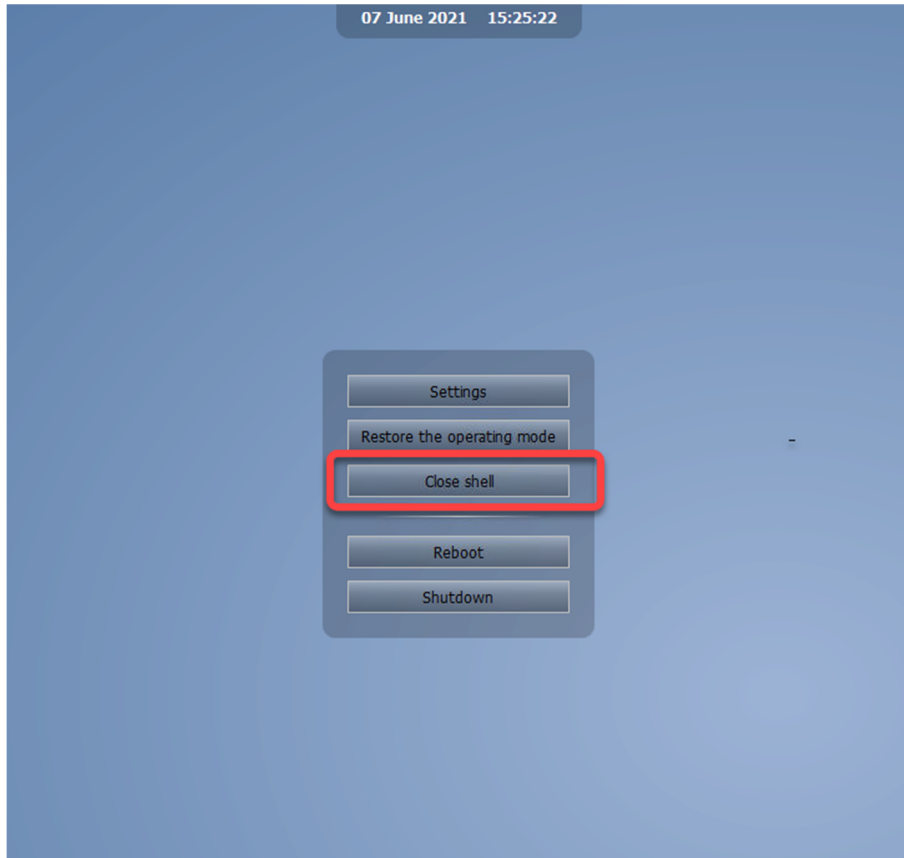 07 June 2021 15:25:22
Settings
Restore the operating mode
Close shell
Reboot
Shutdown